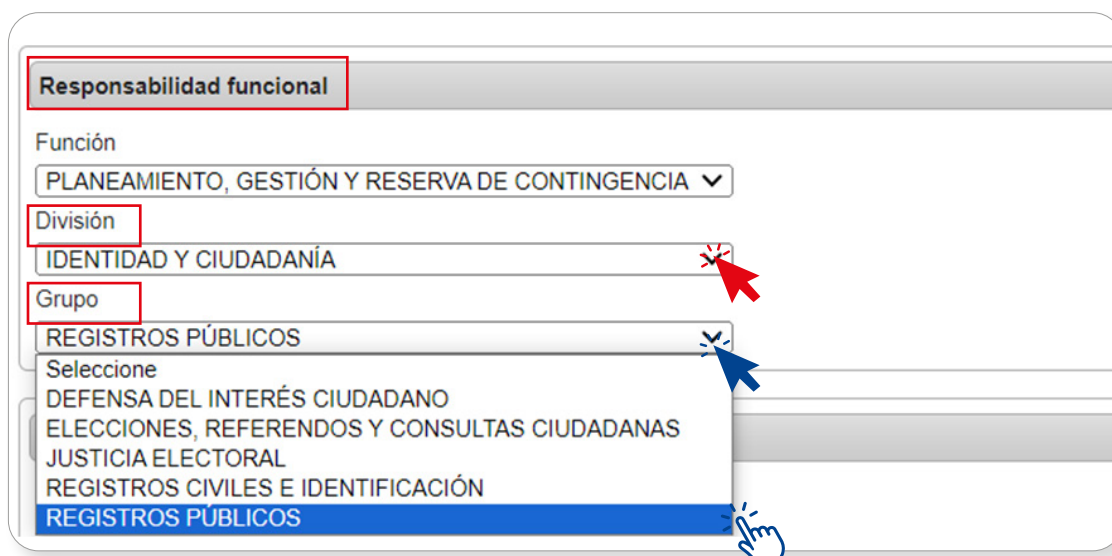 Responsabilidad funcional
Función
PLANEAMIENTO, GESTIÓN Y RESERVA DE CONTINGENCIA
División
IDENTIDAD Y CIUDADANÍA
Grupo
REGISTROS PÚBLICOS
Seleccione
DEFENSA DEL INTERÉS CIUDADANO
ELECCIONES, REFERENDOS Y CONSULTAS CIUDADANAS
JUSTICIA ELECTORAL
REGISTROS CIVILES E IDENTIFICACIÓN
REGISTROS PÚBLICOS